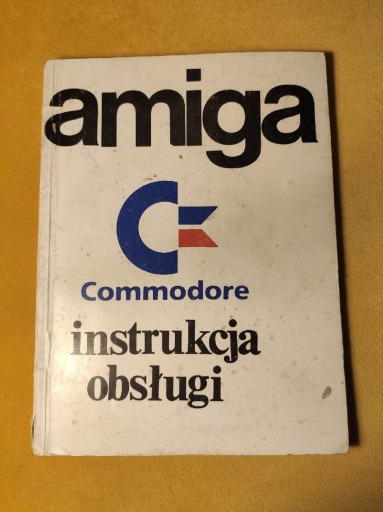 amiga
Commodore
instrukcja
obsługi